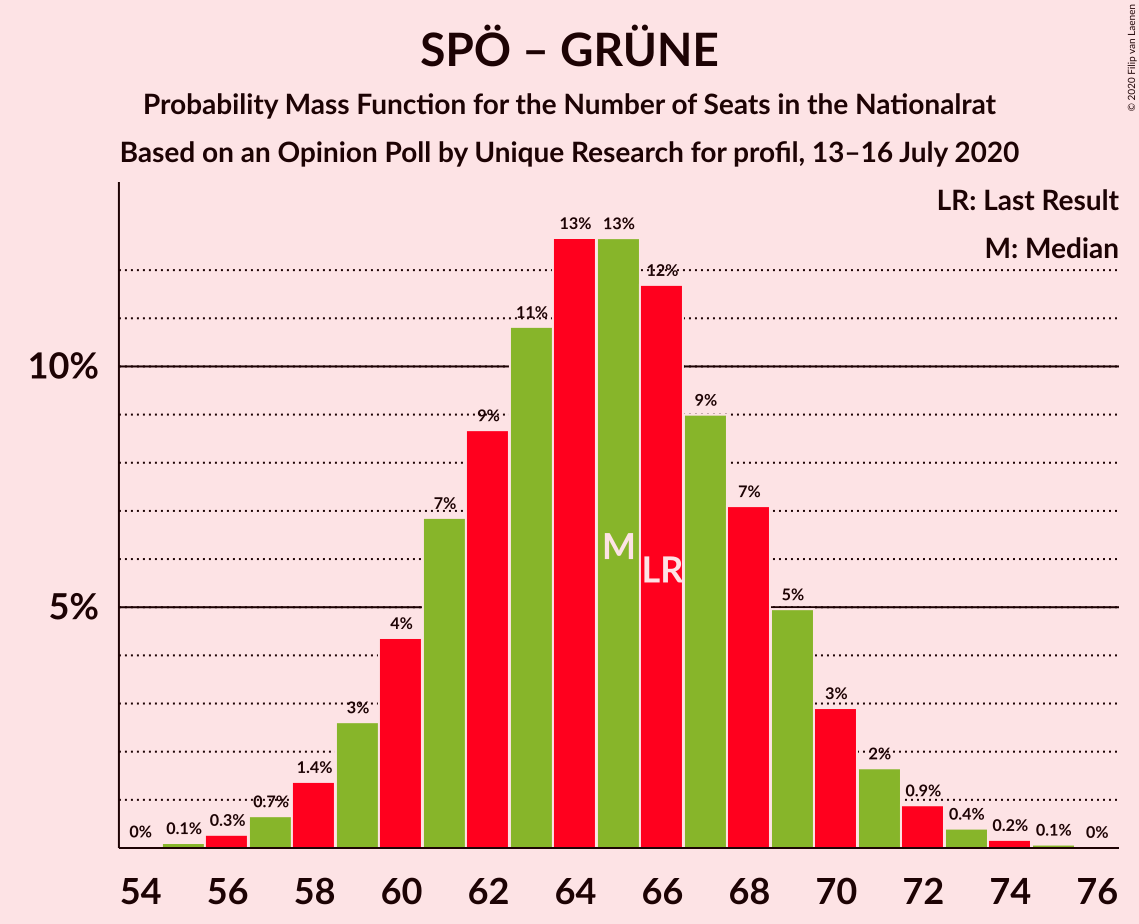 SPÖ – GRÜNE
Probability Mass Function for the Number of Seats in the Nationalrat
Based on an Opinion Poll by Unique Research for profil, 13–16 July 2020
© 2020 Filip van Laenen
LR: Last Result
M: Median
10%
5%
0%
0.1%
0.3%
0.7%
1.4%
3%
4%
7%
9%
11%
13%
13%
12%
9%
7%
5%
3%
2%
0.9%
0.4%
0.2%
0.1%
0%
M
LR
54 56 58 60 62 64 66 68 70 72 74 76